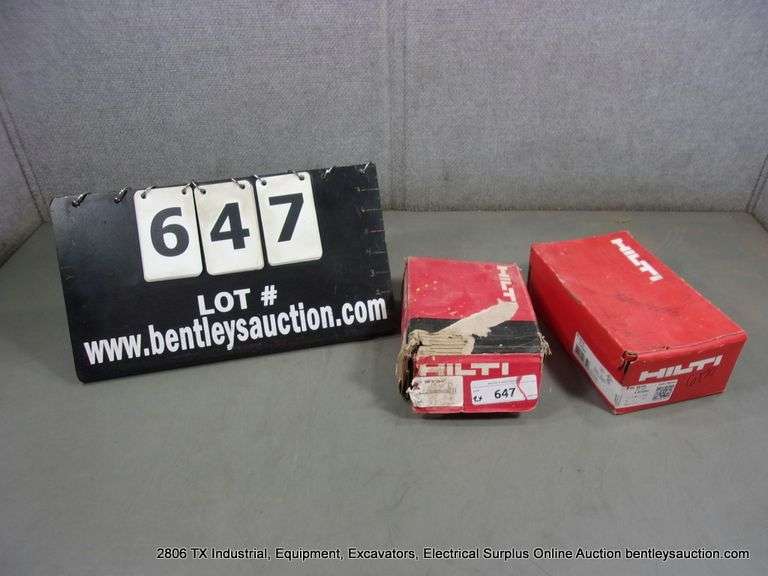 647
LOT #
www.bentleysauction.com
HILTI
HILTI
647
HILTI
HILTI
2806 TX Industrial, Equipment, Excavators, Electrical Surplus Online Auction bentleysauction.com